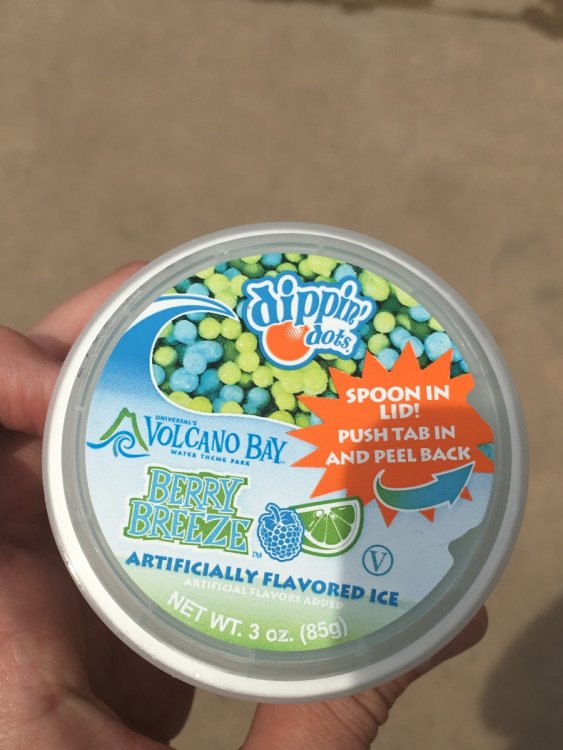 dippin'
dots
SPOON IN
LID!
PUSH TAB IN
AND PEEL BACK
UNIVERSAL'S
VOLCANO BAY
WATER THEME PARK
BERRY
BREEZE™
V
ARTIFICIALLY FLAVORED ICE
ARTIFICIAL FLAVORS ADDED
NET WT. 3 oz. (85g)